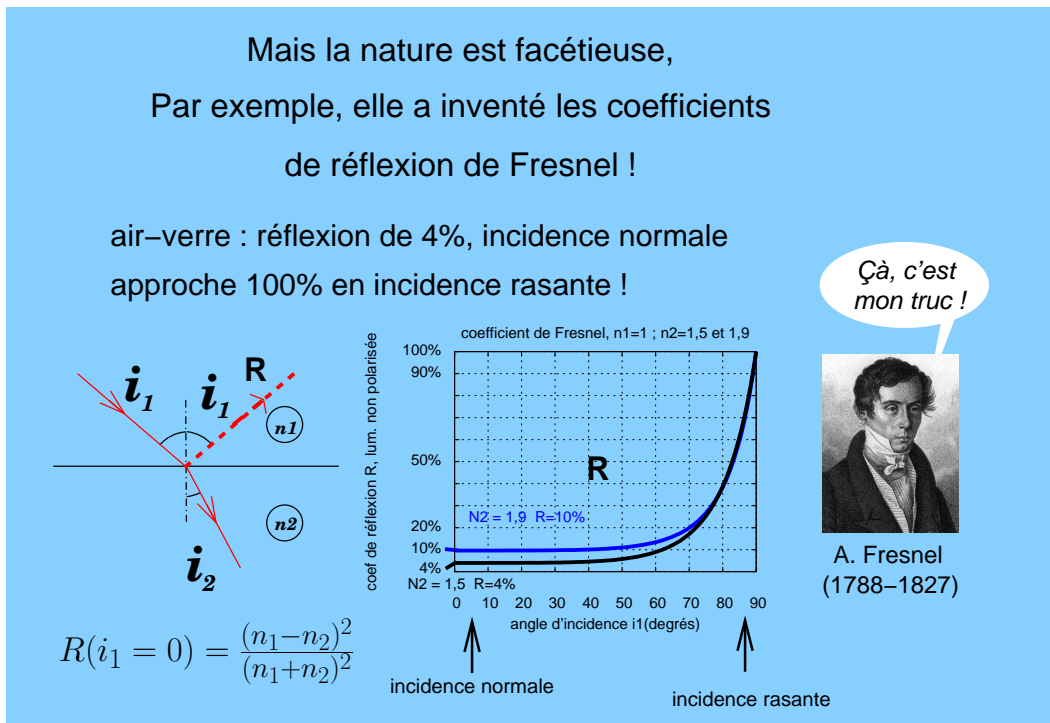 Mais la nature est facétieuse,
Par exemple, elle a inventé les coefficients
de réflexion de Fresnel !
air−verre : réflexion de 4%, incidence normale
approche 100% en incidence rasante !
Çà, c’est
mon truc !
i1
i1
R
n1
n2
i2
R(i1 = 0) = (n1−n2)² / (n1+n2)²
coefficient de Fresnel, n1=1 ; n2=1,5 et 1,9
coef de réflexion R, lum. non polarisée
100%
90%
50%
20%
10%
4%
R
N2 = 1,9 R=10%
N2 = 1,5 R=4%
0 10 20 30 40 50 60 70 80 90
angle d’incidence i1(degrés)
incidence normale
incidence rasante
A. Fresnel
(1788−1827)